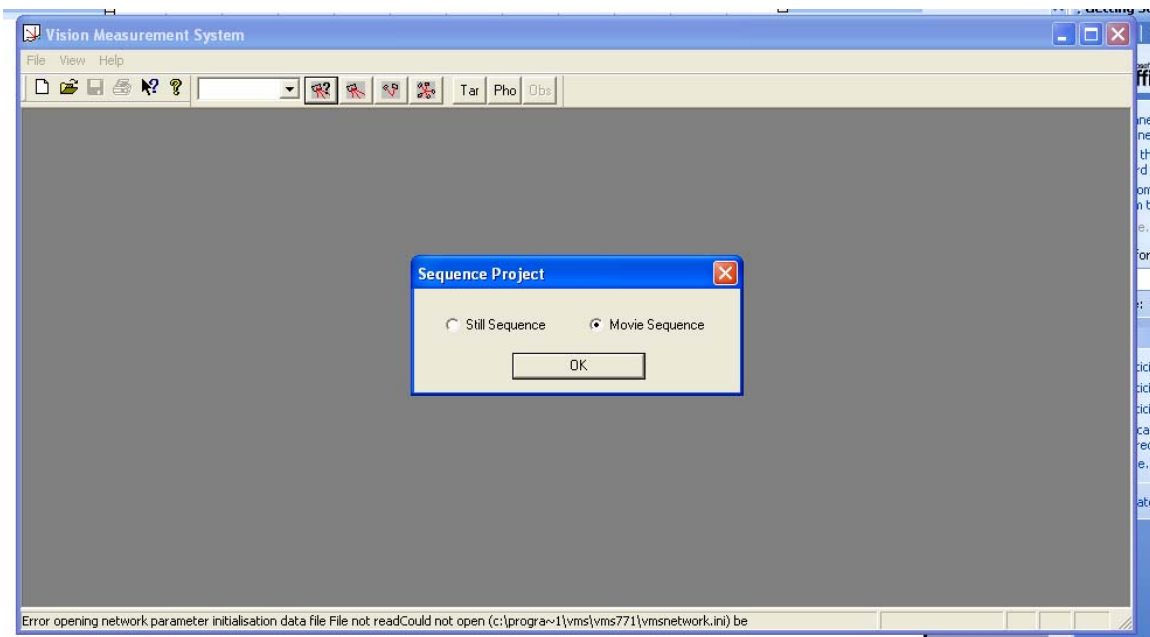 Vision Measurement System
File View Help
Tar Pho Obs
Sequence Project
Still Sequence Movie Sequence
OK
Error opening network parameter initialisation data file File not readCould not open (c:\progra~1\vms\vms771\vmsnetwork.ini) be